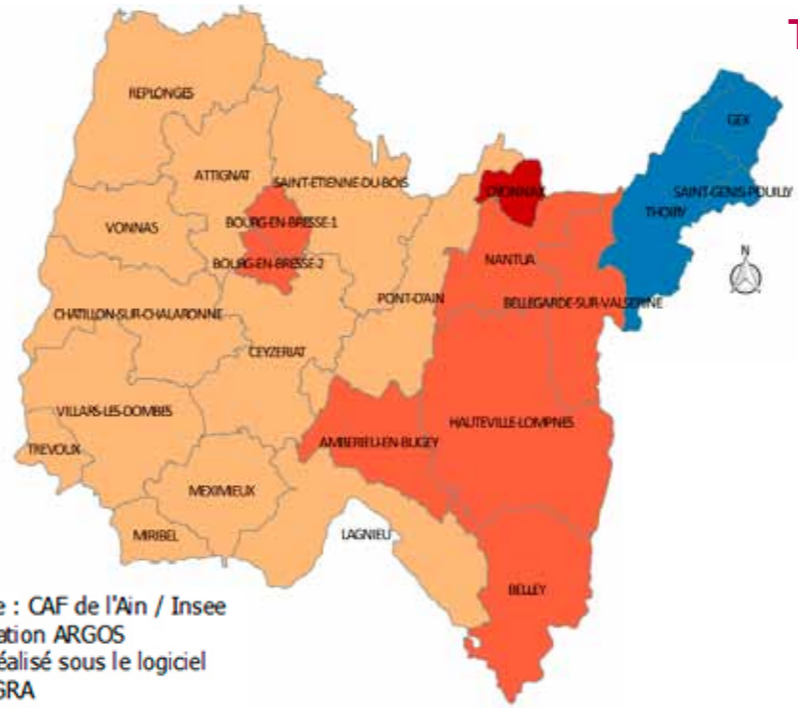 T
REPLONGES
GEX
ATTIGNAT
SAINT-ETIENNE-DU-BOIS
OYONNAX
SAINT-GENIS-POUILLY
THOIRY
VONNAS
BOURG-EN-BRESSE-1
N
NANTUA
BOURG-EN-BRESSE-2
PONT-D'AIN
BELLEGARDE-SUR-VALSERINE
CHATILLON-SUR-CHALARONNE
CEYZERIAT
VILLARS-LES-DOMBES
HAUTEVILLE-LOMPNES
AMBERIEU-EN-BUGEY
TREVOUX
MEXIMIEUX
MIRIBEL
LAGNIEU
BELLEY
e : CAF de l'Ain / Insee
ation ARGOS
éalisé sous le logiciel
GRA